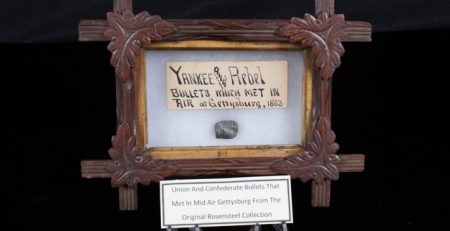 YANKEE & Rebel
BULLETS WHICH MET IN
AIR at Gettysburg, 1863
Union And Confederate Bullets That
Met In Mid Air Gettysburg From The
Original Rosensteel Collection